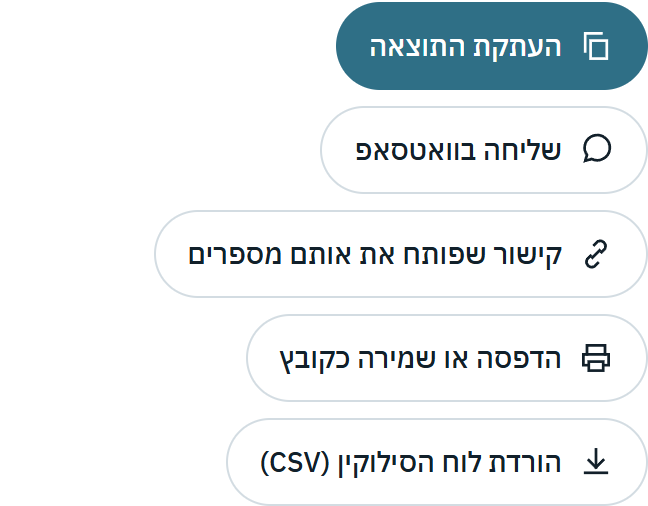 העתקת התוצאה
שליחה בוואטסאפ
קישור שפותח את אותם מספרים
הדפסה או שמירה כקובץ
הורדת לוח הסילוקין (CSV)